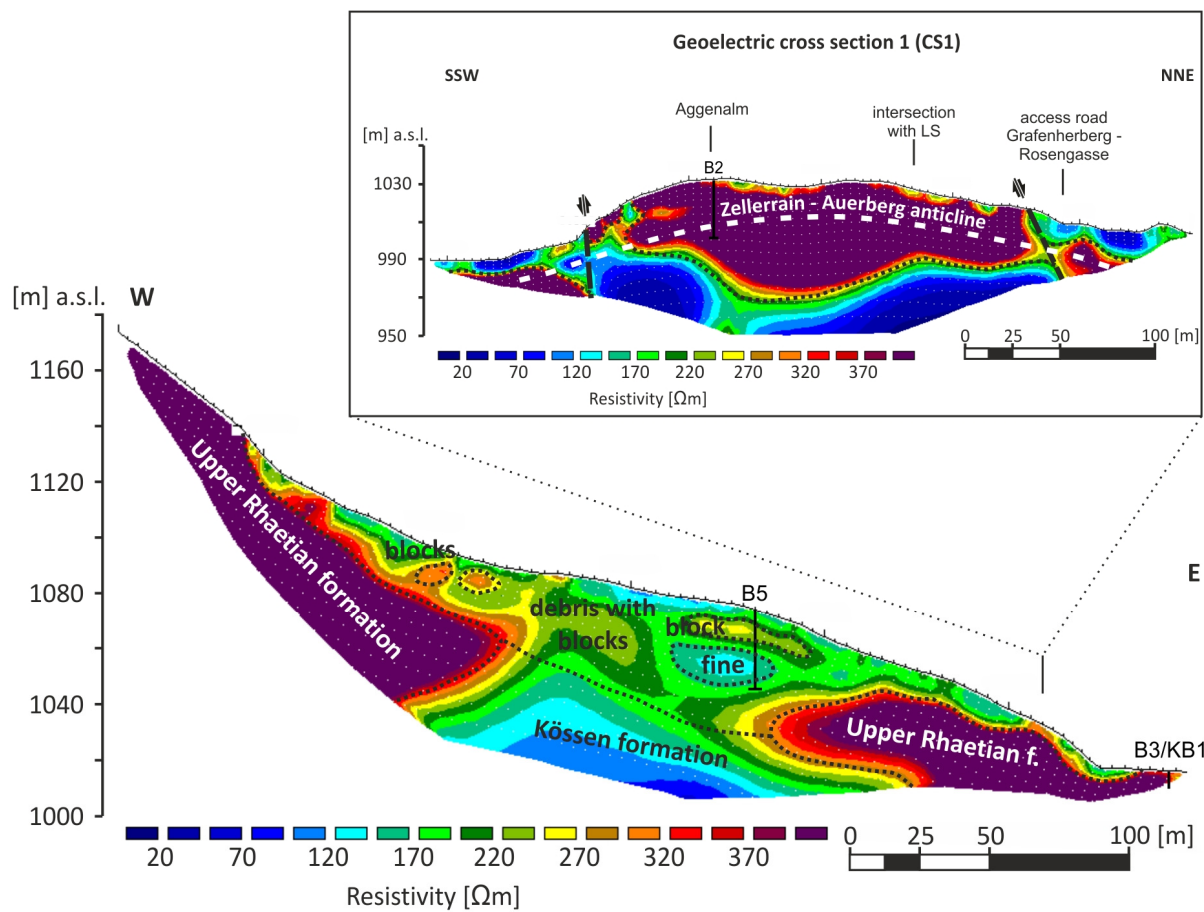 Geoelectric cross section 1 (CS1)
SSW
NNE
Aggenalm
intersection
with LS
access road
Grafenherberg -
Rosengasse
[m] a.s.l.
B2
1030
Zellerrain - Auerberg anticline
990
950
0 25 50 100 [m]
20 70 120 170 220 270 320 370
Resistivity [Ωm]
[m] a.s.l.
W
1160
1120
1080
1040
1000
Upper Rhaetian formation
blocks
debris with
blocks
B5
block
fine
E
Kössen formation
Upper Rhaetian f.
B3/KB1
20 70 120 170 220 270 320 370
Resistivity [Ωm]
0 25 50 100 [m]